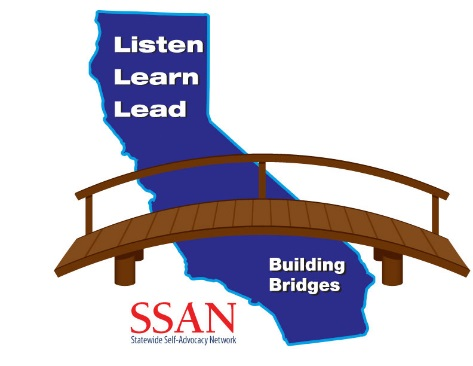 Listen
Learn
Lead
Building
Bridges
SSAN
Statewide Self-Advocacy Network